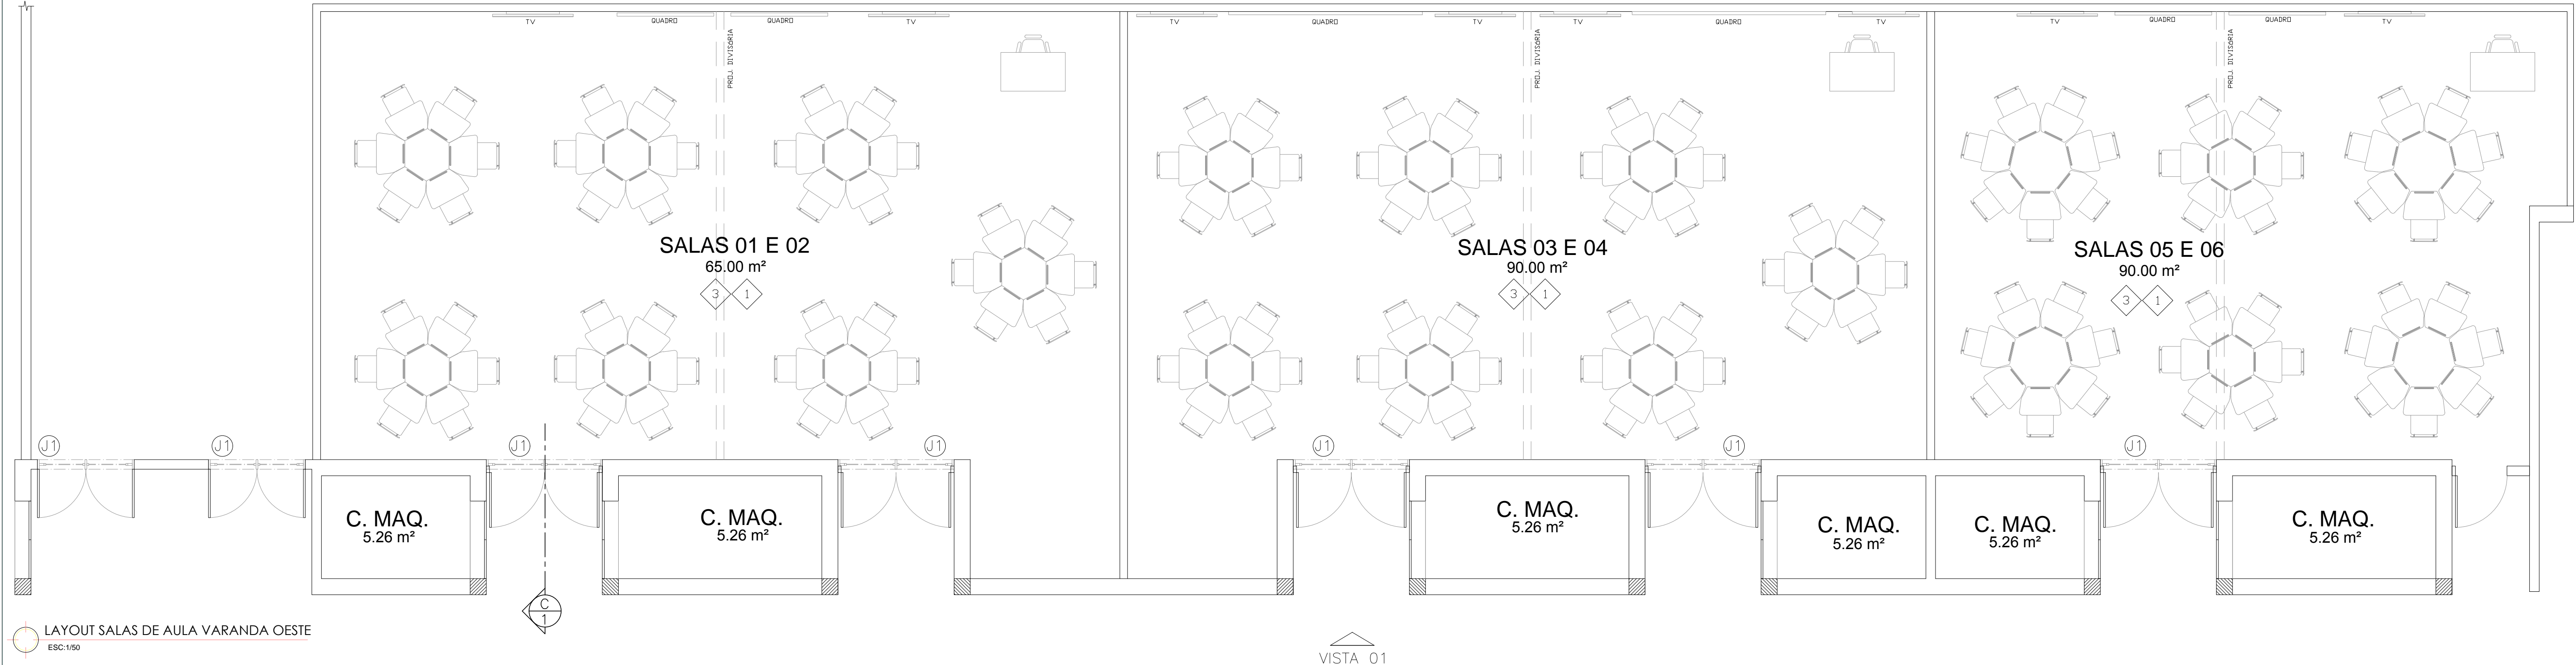 TV
QUADRO
QUADRO
TV
TV
QUADRO
TV
TV
QUADRO
TV
TV
QUADRO
QUADRO
TV
PROJ. DIVISÓRIA
PROJ. DIVISÓRIA
PROJ. DIVISÓRIA
SALAS 01 E 02
65.00 m²
3 1
SALAS 03 E 04
90.00 m²
3 1
SALAS 05 E 06
90.00 m²
3 1
J1
J1
J1
J1
J1
J1
J1
C. MAQ.
5.26 m²
C. MAQ.
5.26 m²
C. MAQ.
5.26 m²
C. MAQ.
5.26 m²
C. MAQ.
5.26 m²
C. MAQ.
5.26 m²
C
1
LAYOUT SALAS DE AULA VARANDA OESTE
ESC:1/50
VISTA 01